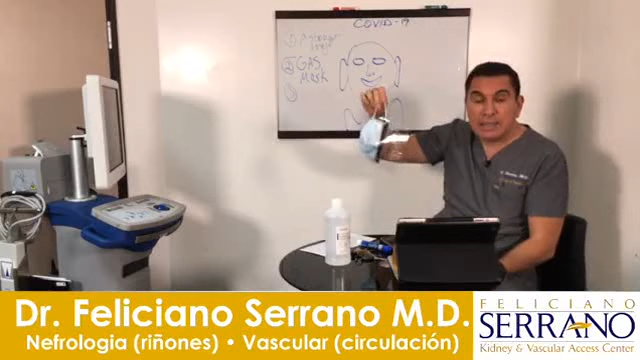 COVID-19
GAS
Mask
Dr. Feliciano Serrano M.D.
Nefrologia (riñones) • Vascular (circulación)
FELICIANO
SERRANO
Kidney & Vascular Access Center